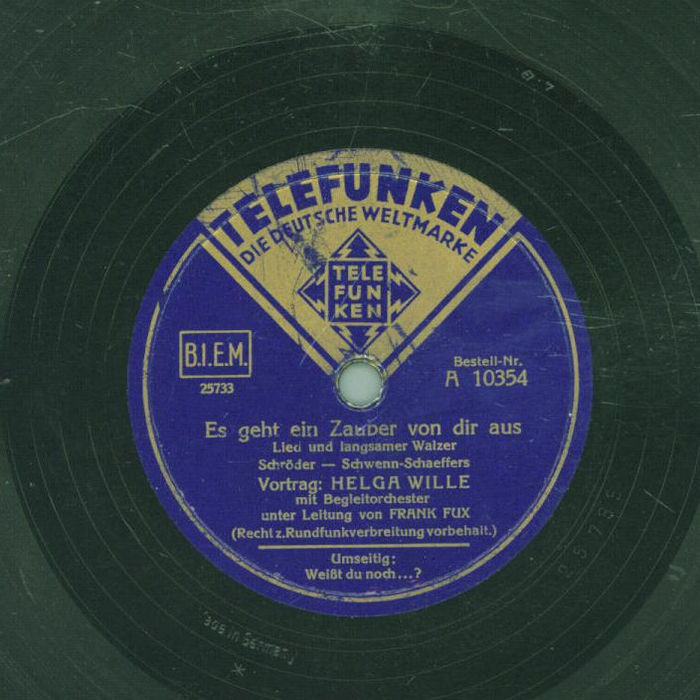 TELEFUNKEN
DIE DEUTSCHE WELTMARKE
TELE
FUN
KEN
B.I.E.M.
25733
Bestell-Nr.
A 10354
Es geht ein Zauber von dir aus
Lied und langsamer Walzer
Schröder — Schwenn-Schaeffers
Vortrag: HELGA WILLE
mit Begleitorchester
unter Leitung von FRANK FUX
(Recht z.Rundfunkverbreitung vorbehalt.)
Umseitig:
Weißt du noch...?